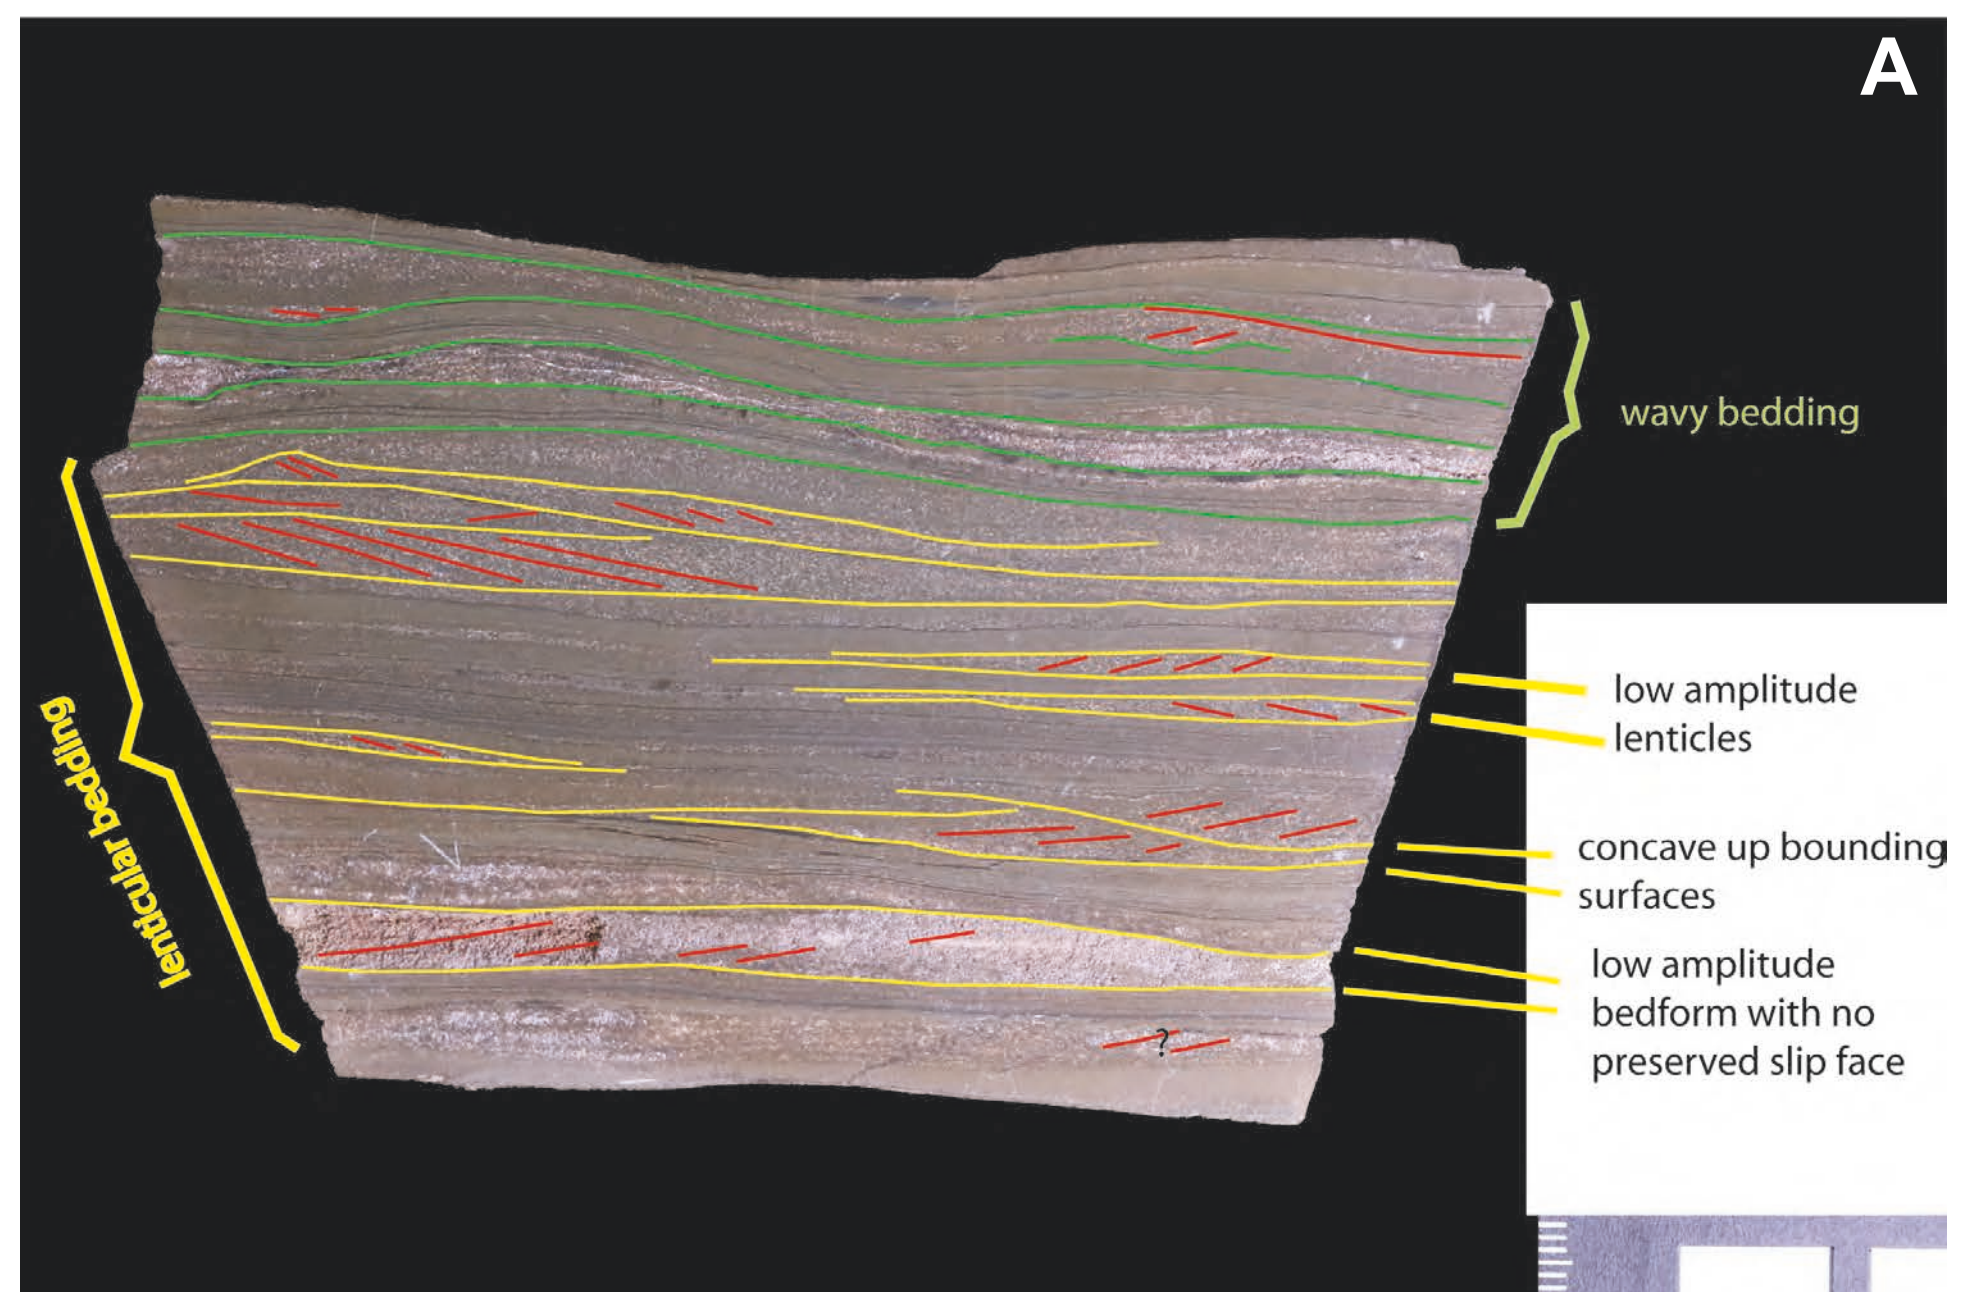 A
wavy bedding
lenticular bedding
low amplitude
lenticles
concave up bounding
surfaces
low amplitude
bedform with no
preserved slip face
?